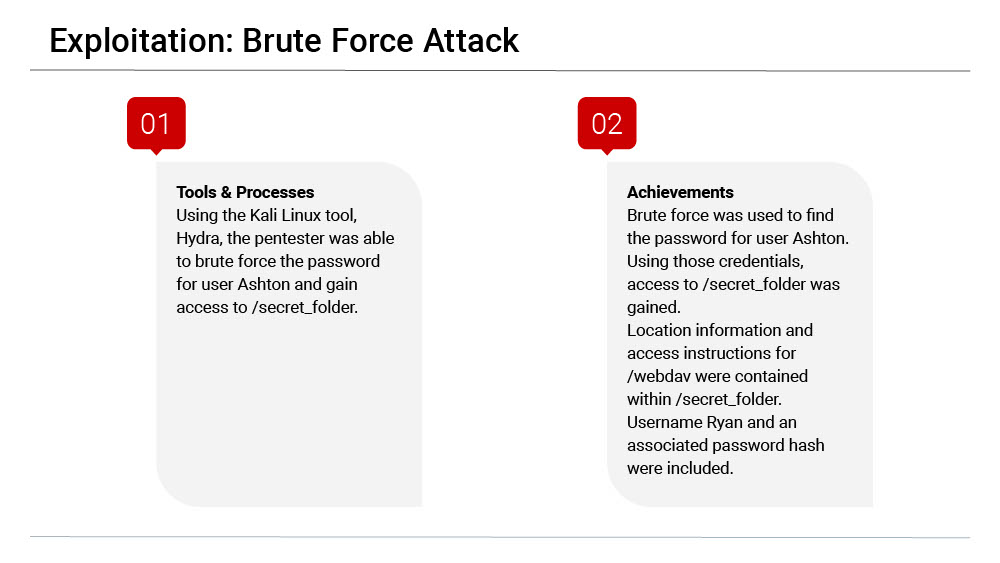 Exploitation: Brute Force Attack
01
Tools & Processes
Using the Kali Linux tool,
Hydra, the pentester was able
to brute force the password
for user Ashton and gain
access to /secret_folder.
02
Achievements
Brute force was used to find
the password for user Ashton.
Using those credentials,
access to /secret_folder was
gained.
Location information and
access instructions for
/webdav were contained
within /secret_folder.
Username Ryan and an
associated password hash
were included.